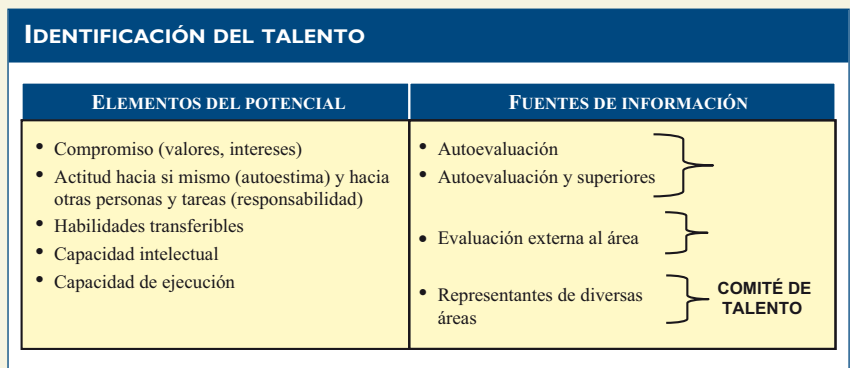 IDENTIFICACIÓN DEL TALENTO
ELEMENTOS DEL POTENCIAL
FUENTES DE INFORMACIÓN
• Compromiso (valores, intereses)
• Actitud hacia si mismo (autoestima) y hacia
otras personas y tareas (responsabilidad)
• Habilidades transferibles
• Capacidad intelectual
• Capacidad de ejecución
• Autoevaluación
• Autoevaluación y superiores
• Evaluación externa al área
• Representantes de diversas
áreas
COMITÉ DE
TALENTO